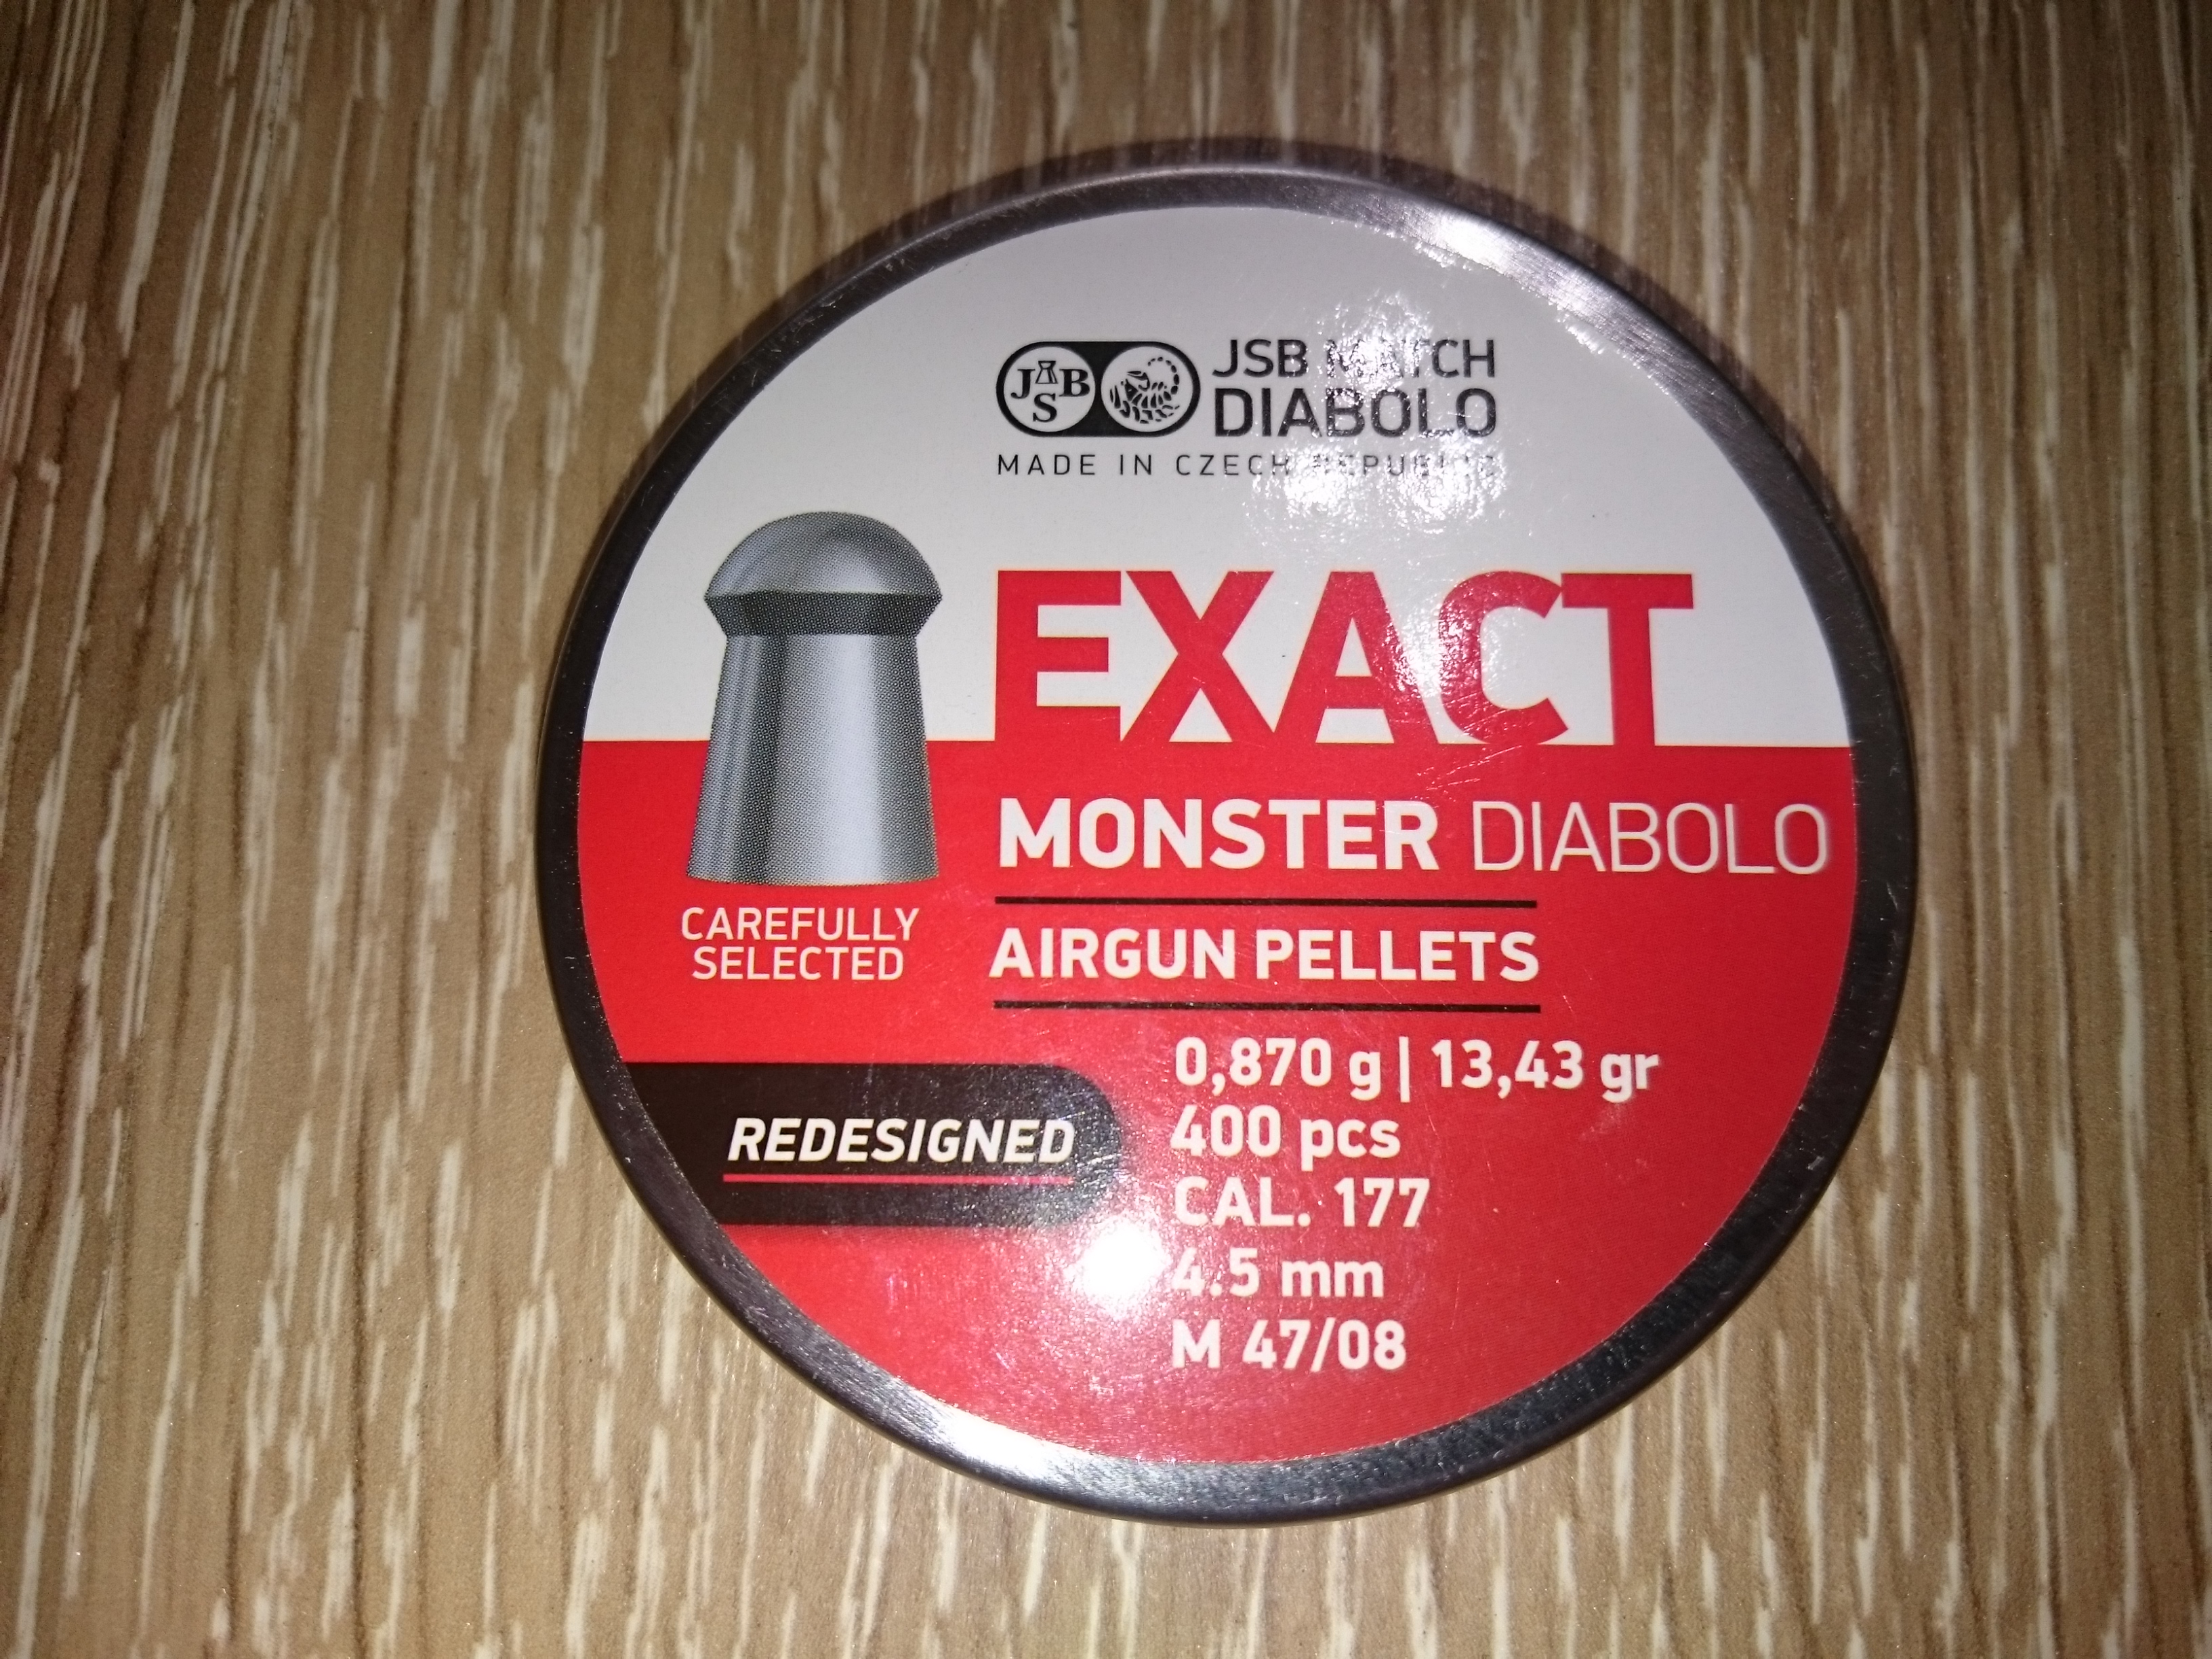 JSB
JSB MATCH
DIABOLO
MADE IN CZECH REPUBLIC
EXACT
MONSTER DIABOLO
CAREFULLY
SELECTED
AIRGUN PELLETS
0,870 g | 13,43 gr
REDESIGNED
400 pcs
CAL. 177
4.5 mm
M 47/08